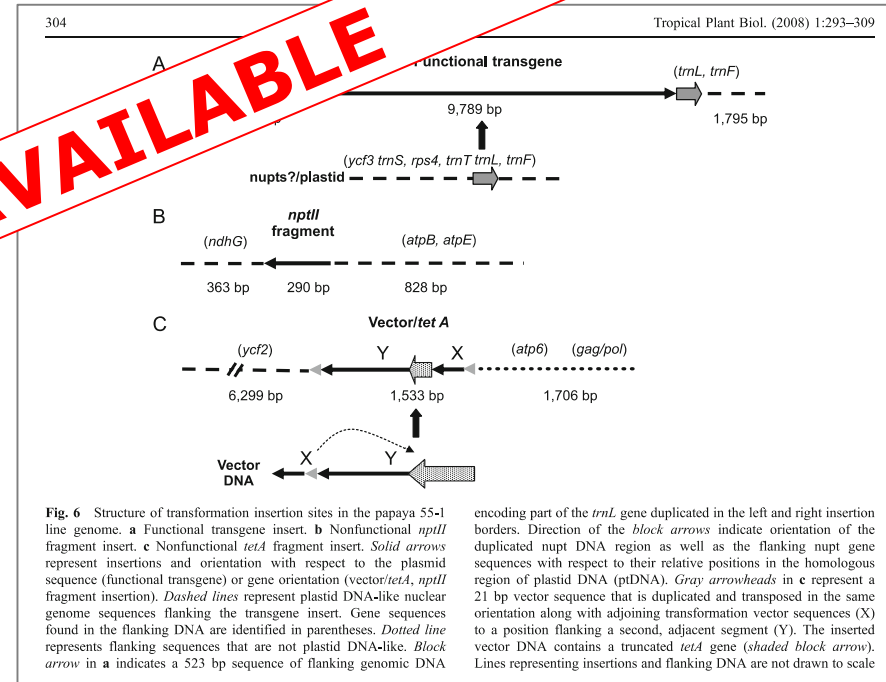 304
Tropical Plant Biol. (2008) 1:293–309
AVAILABLE
A
Functional transgene
(trnL, trnF)
9,789 bp
1,795 bp
(ycf3 trnS, rps4, trnT trnL, trnF)
nupts?/plastid
B
nptII
fragment
(ndhG)
(atpB, atpE)
363 bp
290 bp
828 bp
C
Vector/tet A
(ycf2)
Y
X
(atp6)
(gag/pol)
6,299 bp
1,533 bp
1,706 bp
X
Y
Vector
DNA
Fig. 6 Structure of transformation insertion sites in the papaya 55-1
line genome. a Functional transgene insert. b Nonfunctional nptII
fragment insert. c Nonfunctional tetA fragment insert. Solid arrows
represent insertions and orientation with respect to the plasmid
sequence (functional transgene) or gene orientation (vector/tetA, nptII
fragment insertion). Dashed lines represent plastid DNA-like nuclear
genome sequences flanking the transgene insert. Gene sequences
found in the flanking DNA are identified in parentheses. Dotted line
represents flanking sequences that are not plastid DNA-like. Block
arrow in a indicates a 523 bp sequence of flanking genomic DNA
encoding part of the trnL gene duplicated in the left and right insertion
borders. Direction of the block arrows indicate orientation of the
duplicated nupt DNA region as well as the flanking nupt gene
sequences with respect to their relative positions in the homologous
region of plastid DNA (ptDNA). Gray arrowheads in c represent a
21 bp vector sequence that is duplicated and transposed in the same
orientation along with adjoining transformation vector sequences (X)
to a position flanking a second, adjacent segment (Y). The inserted
vector DNA contains a truncated tetA gene (shaded block arrow).
Lines representing insertions and flanking DNA are not drawn to scale